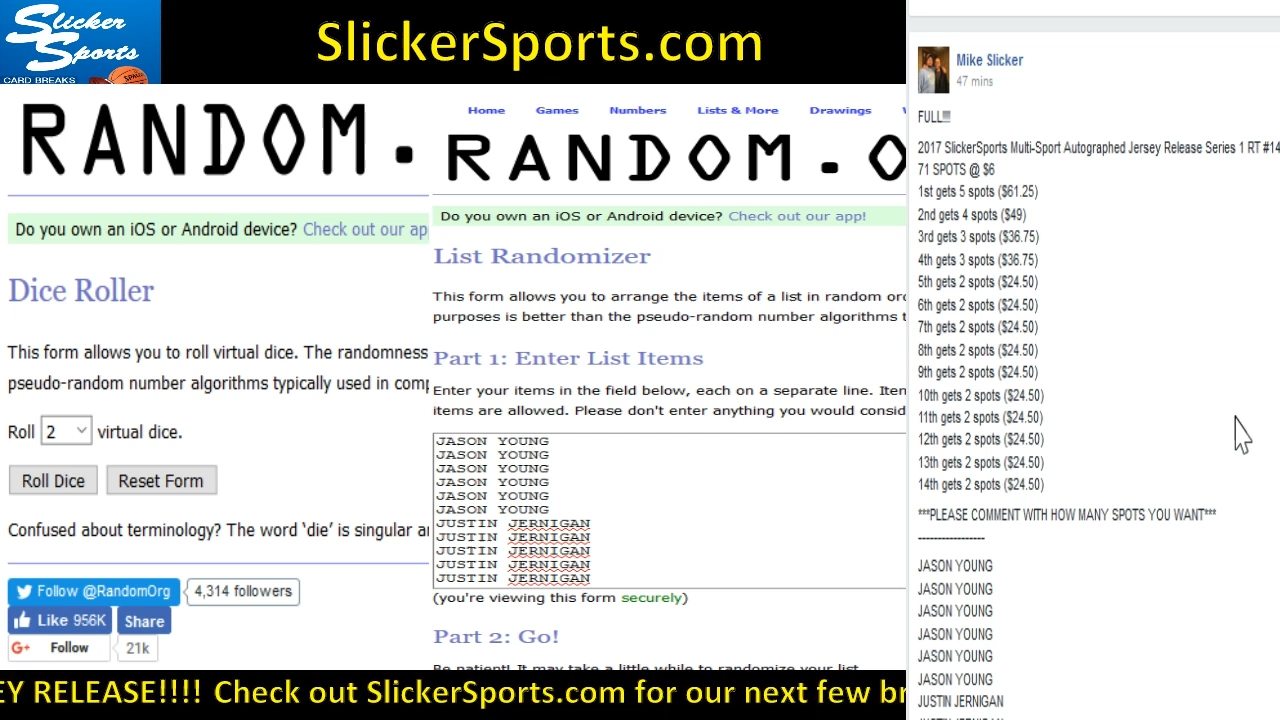 Slicker
Sports
CARD BREAKS
SPALDING
SlickerSports.com
RANDOM.
Do you own an iOS or Android device? Check out our ap
Dice Roller
This form allows you to roll virtual dice. The randomness
pseudo-random number algorithms typically used in comp
Roll 2 virtual dice.
Roll Dice Reset Form
Confused about terminology? The word ‘die’ is singular a
Follow @RandomOrg 4,314 followers
Like 956K Share
G+ Follow 21k
Home Games Numbers Lists & More Drawings
RANDOM.O
Do you own an iOS or Android device? Check out our app!
List Randomizer
This form allows you to arrange the items of a list in random or
purposes is better than the pseudo-random number algorithms t
Part 1: Enter List Items
Enter your items in the field below, each on a separate line. Iten
items are allowed. Please don't enter anything you would consid
JASON YOUNG
JASON YOUNG
JASON YOUNG
JASON YOUNG
JASON YOUNG
JASON YOUNG
JUSTIN JERNIGAN
JUSTIN JERNIGAN
JUSTIN JERNIGAN
JUSTIN JERNIGAN
JUSTIN JERNIGAN
(you're viewing this form securely)
Part 2: Go!
Be patient! It may take a little while to randomize your list
Mike Slicker
47 mins
FULL!!!!
2017 SlickerSports Multi-Sport Autographed Jersey Release Series 1 RT #14
71 SPOTS @ $6
1st gets 5 spots ($61.25)
2nd gets 4 spots ($49)
3rd gets 3 spots ($36.75)
4th gets 3 spots ($36.75)
5th gets 2 spots ($24.50)
6th gets 2 spots ($24.50)
7th gets 2 spots ($24.50)
8th gets 2 spots ($24.50)
9th gets 2 spots ($24.50)
10th gets 2 spots ($24.50)
11th gets 2 spots ($24.50)
12th gets 2 spots ($24.50)
13th gets 2 spots ($24.50)
14th gets 2 spots ($24.50)
***PLEASE COMMENT WITH HOW MANY SPOTS YOU WANT***
-----------------
JASON YOUNG
JASON YOUNG
JASON YOUNG
JASON YOUNG
JASON YOUNG
JASON YOUNG
JUSTIN JERNIGAN
EY RELEASE!!!! Check out SlickerSports.com for our next few br